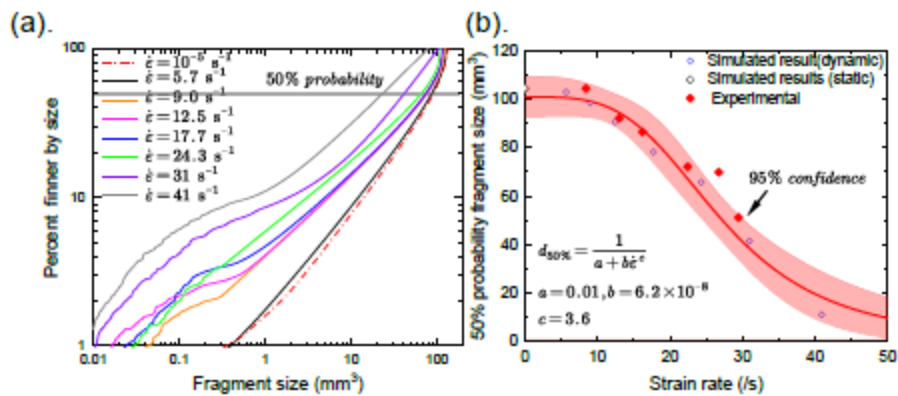 (a).
100
10
1
ε̇=10⁻⁵ s⁻¹
ε̇=5.7 s⁻¹
50% probability
ε̇=9.0 s⁻¹
ε̇=12.5 s⁻¹
ε̇=17.7 s⁻¹
ε̇=24.3 s⁻¹
ε̇=31 s⁻¹
ε̇=41 s⁻¹
Percent finner by size
0.01 0.1 1 10 100
Fragment size (mm³)
(b).
120
100
80
60
40
20
0
Simulated result(dynamic)
Simulated results (static)
Experimental
95% confidence
d₅₀%=1/(a+bε̇ᶜ)
a=0.01,b=6.2×10⁻⁸
c=3.6
50% probability fragment size (mm³)
0 10 20 30 40 50
Strain rate (/s)